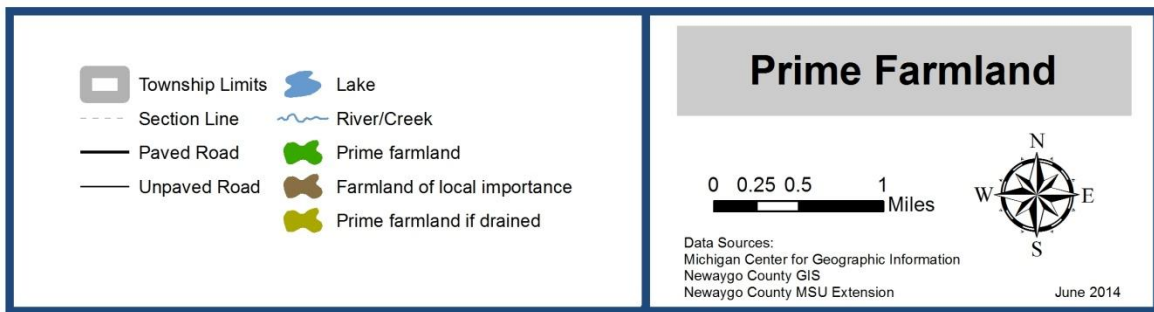 Township Limits
Section Line
Paved Road
Unpaved Road
Lake
River/Creek
Prime farmland
Farmland of local importance
Prime farmland if drained
Prime Farmland
0 0.25 0.5 1
Miles
N
W
E
S
Data Sources:
Michigan Center for Geographic Information
Newaygo County GIS
Newaygo County MSU Extension
June 2014